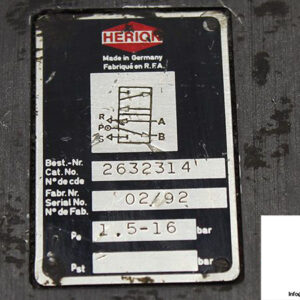 HERION
Made in Germany
Fabriqué en R.F.A.
R
P
S
A
B
Best.-Nr.
Cat. No. 2632314
N° de cde
Fabr. Nr.
Serial No. 02/92
N° de Fab.
Pe 1.5-16 bar
Pst bar